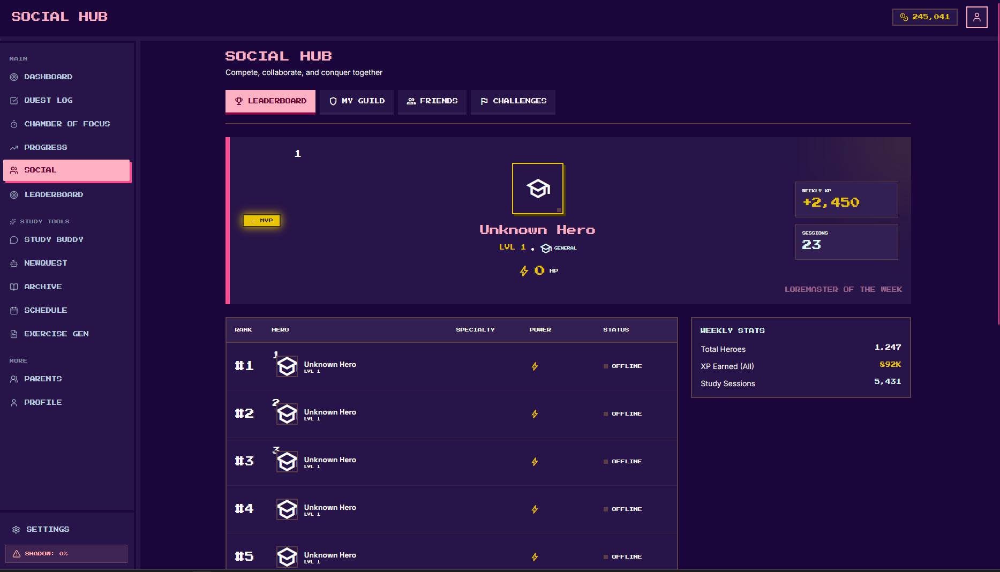 SOCIAL HUB
245,041
MAIN
DASHBOARD
QUEST LOG
CHAMBER OF FOCUS
PROGRESS
SOCIAL
LEADERBOARD
STUDY TOOLS
STUDY BUDDY
NEWQUEST
ARCHIVE
SCHEDULE
EXERCISE GEN
MORE
PARENTS
PROFILE
SETTINGS
SHADOW: 0%
SOCIAL HUB
Compete, collaborate, and conquer together
LEADERBOARD
MY GUILD
FRIENDS
CHALLENGES
1
MVP
Unknown Hero
LVL 1 • GENERAL
0 HP
WEEKLY XP
+2,450
SESSIONS
23
LOREMASTER OF THE WEEK
RANK HERO SPECIALTY POWER STATUS
#1 1 Unknown Hero OFFLINE
LVL 1
#2 2 Unknown Hero OFFLINE
LVL 1
#3 3 Unknown Hero OFFLINE
LVL 1
#4 Unknown Hero OFFLINE
LVL 1
#5 Unknown Hero OFFLINE
LVL 1
WEEKLY STATS
Total Heroes 1,247
XP Earned (All) 892K
Study Sessions 5,431